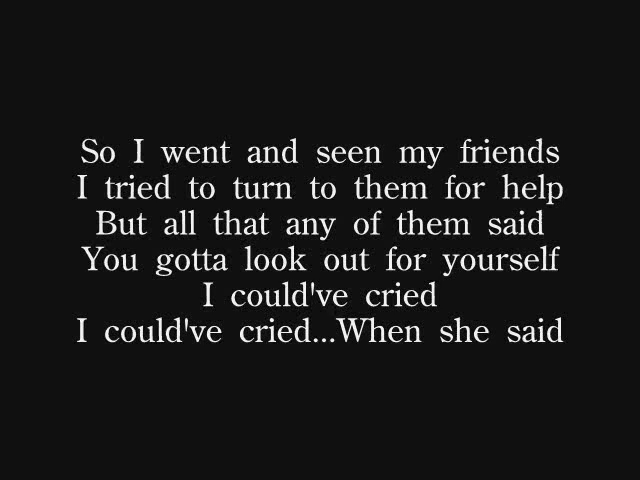 So I went and seen my friends
I tried to turn to them for help
But all that any of them said
You gotta look out for yourself
I could've cried
I could've cried...When she said